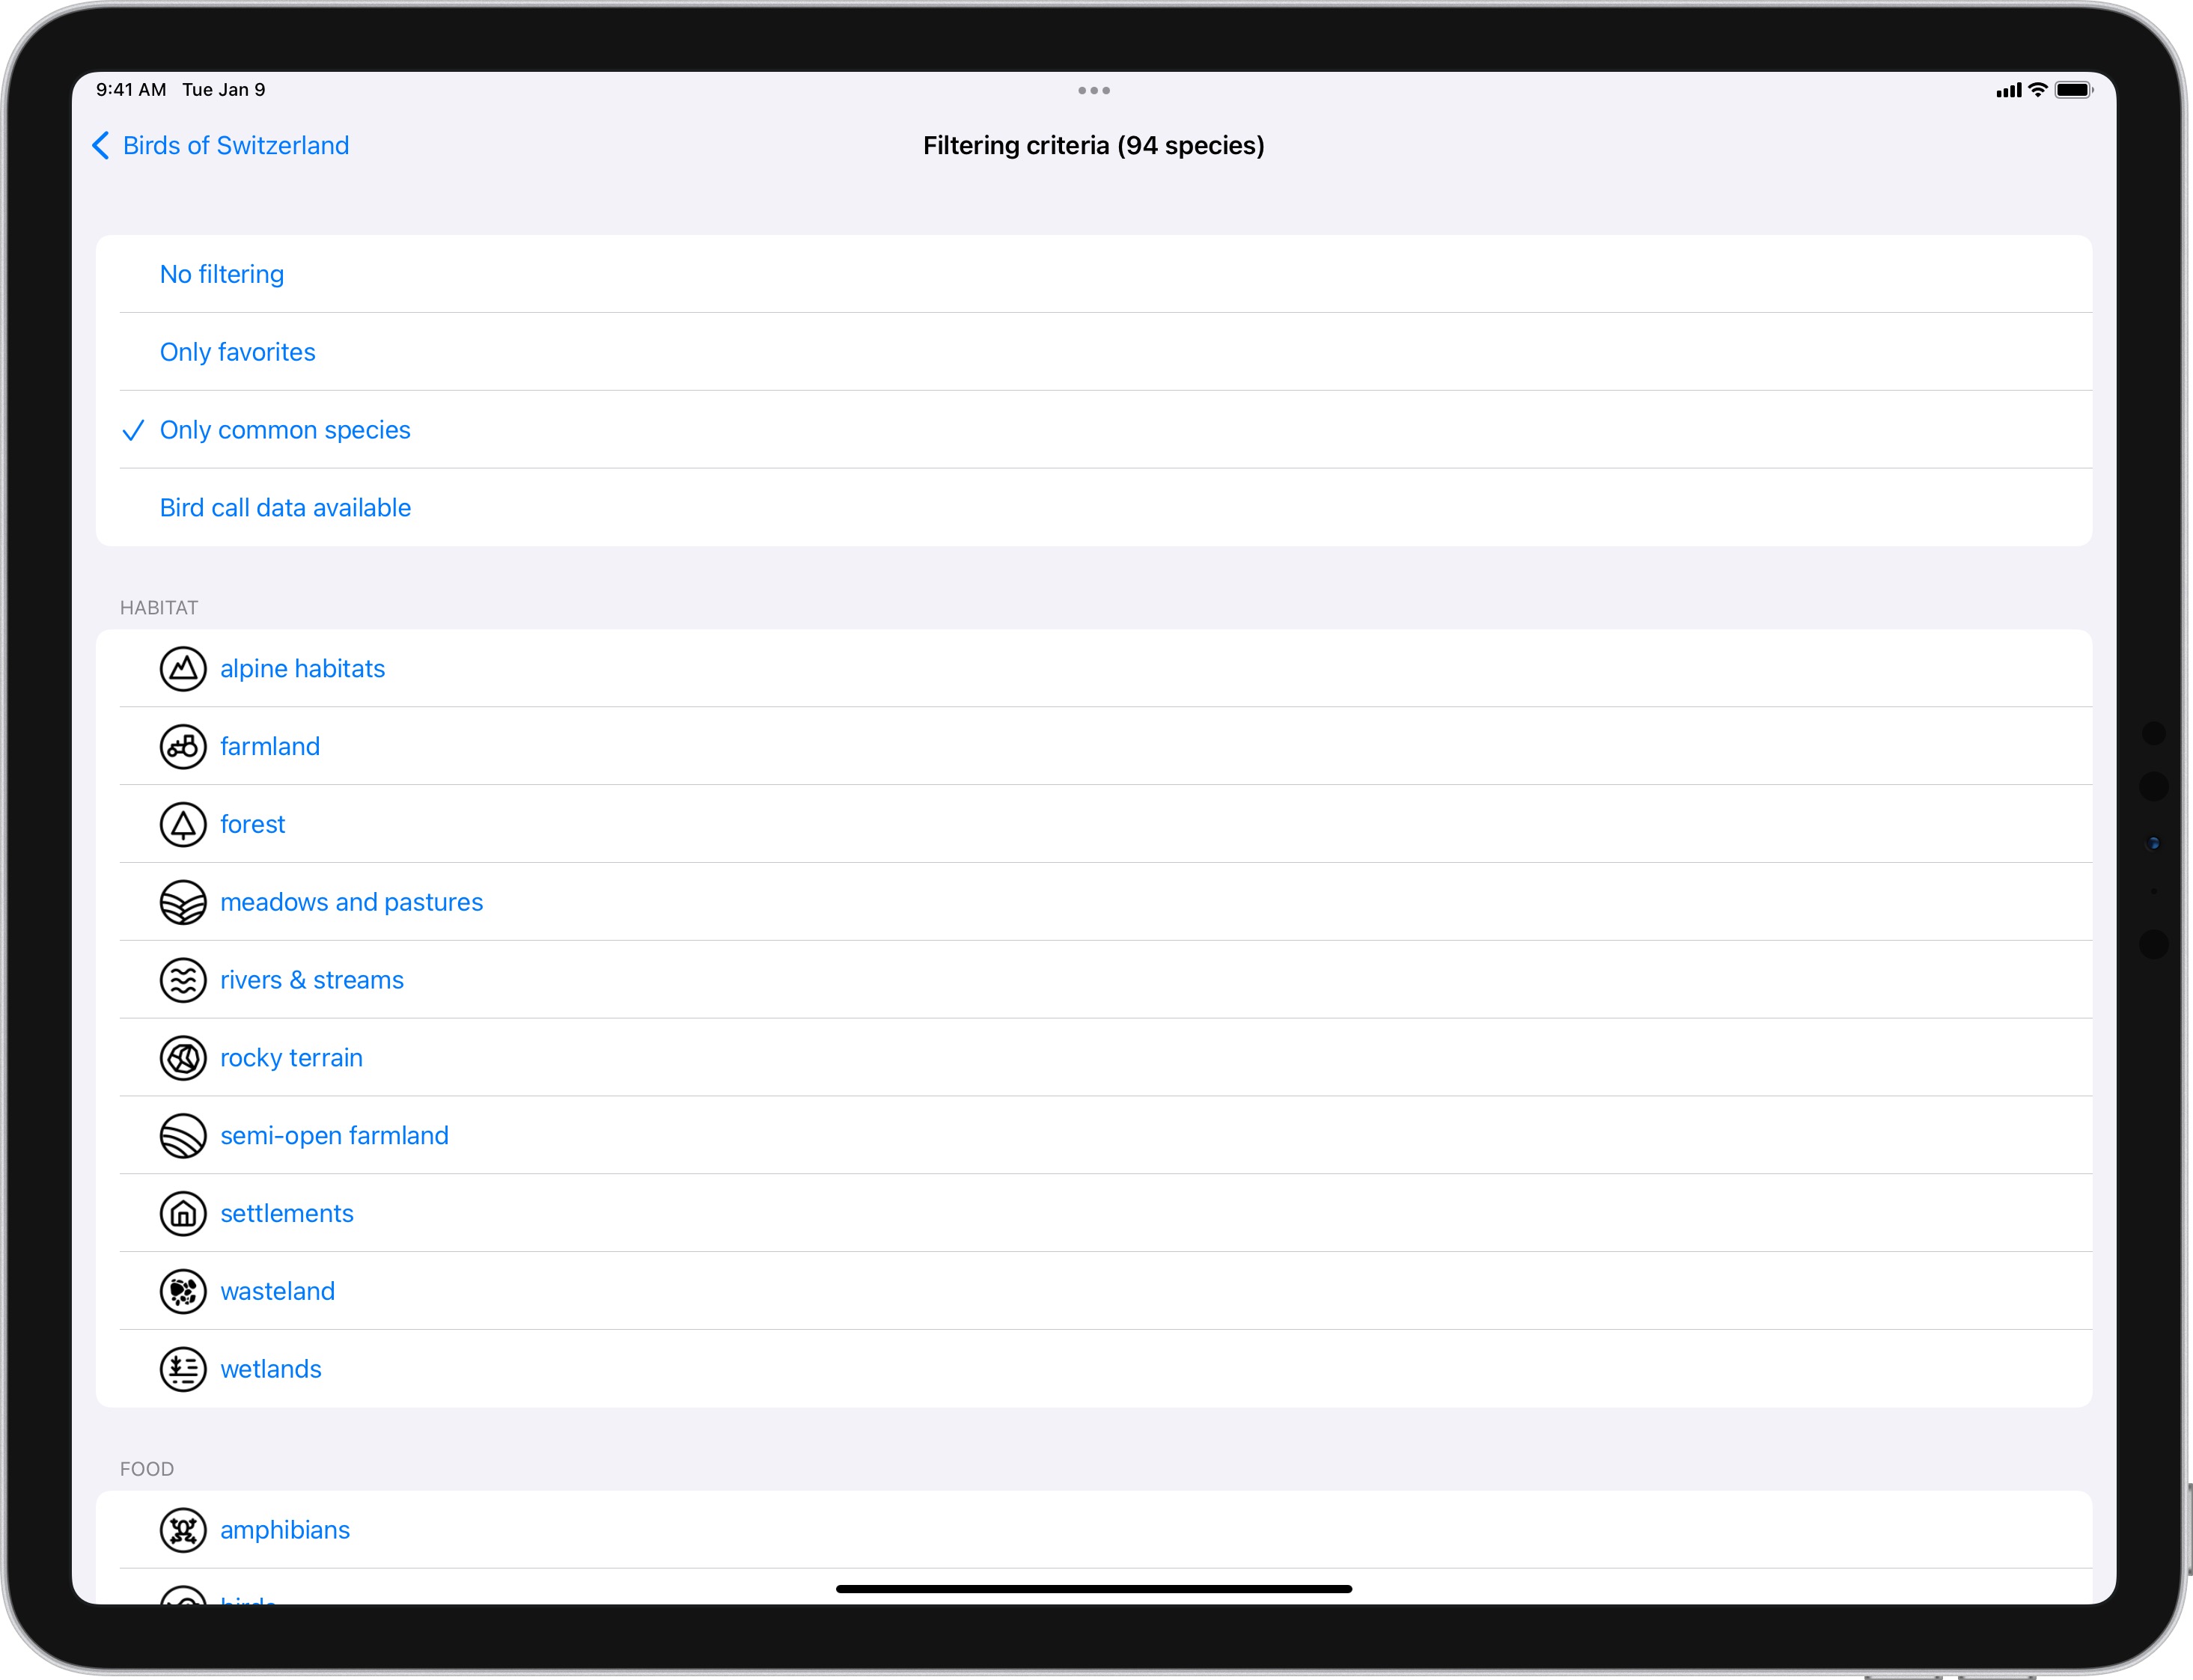 9:41 AM Tue Jan 9
Birds of Switzerland
Filtering criteria (94 species)
No filtering
Only favorites
Only common species
Bird call data available
HABITAT
alpine habitats
farmland
forest
meadows and pastures
rivers & streams
rocky terrain
semi-open farmland
settlements
wasteland
wetlands
FOOD
amphibians
birds